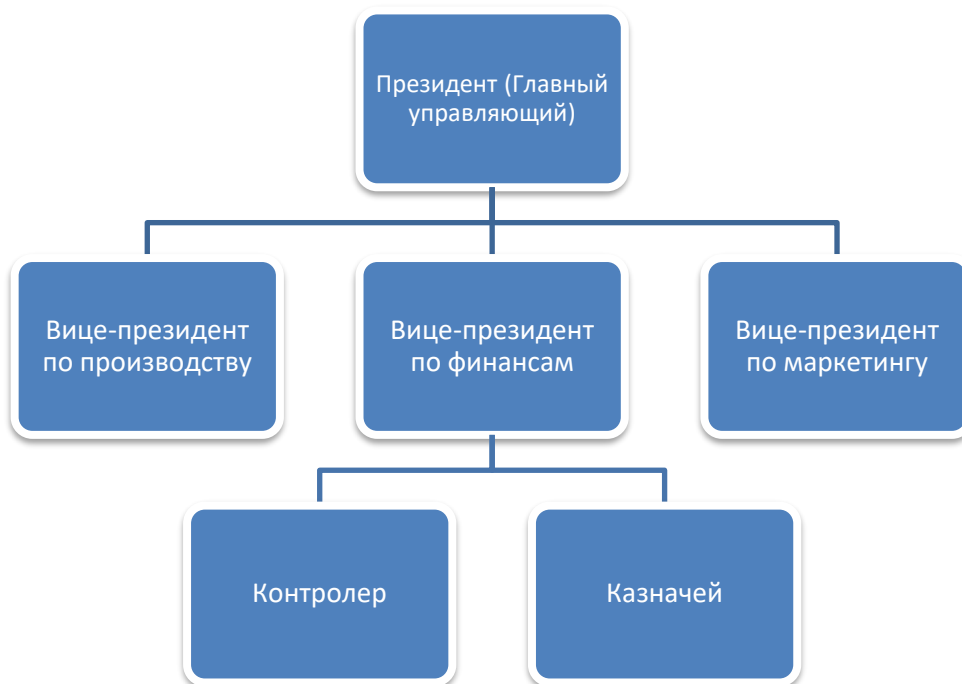 Президент (Главный
управляющий)
Вице-президент
по производству
Вице-президент
по финансам
Вице-президент
по маркетингу
Контролер
Казначей